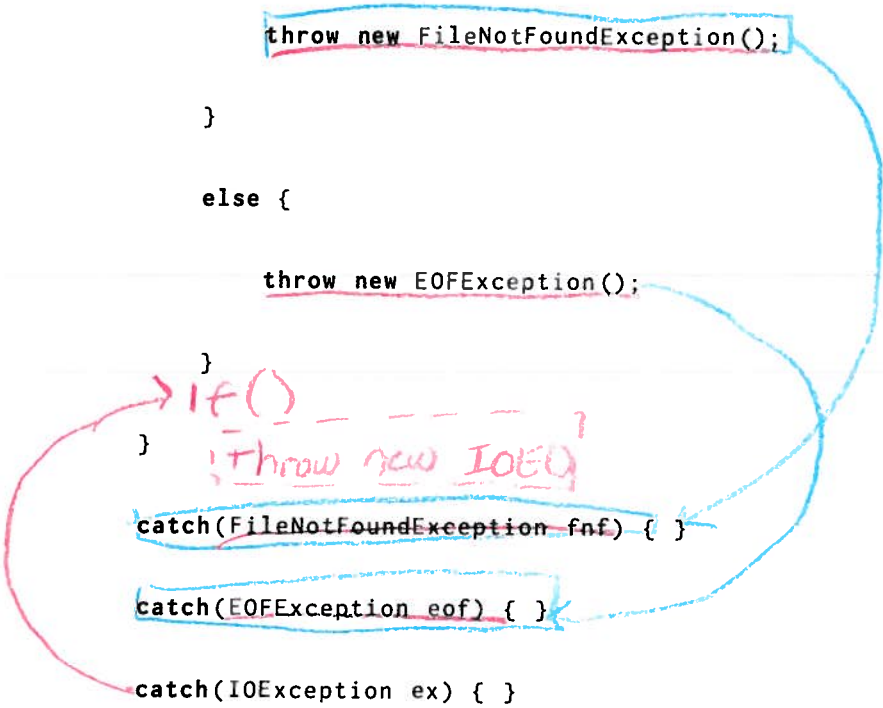 throw new FileNotFoundException();
}
else {
throw new EOFException();
}
If()
}
throw new IOE()
catch(FileNotFoundException fnf) { }
catch(EOFException eof) { }
catch(IOException ex) { }